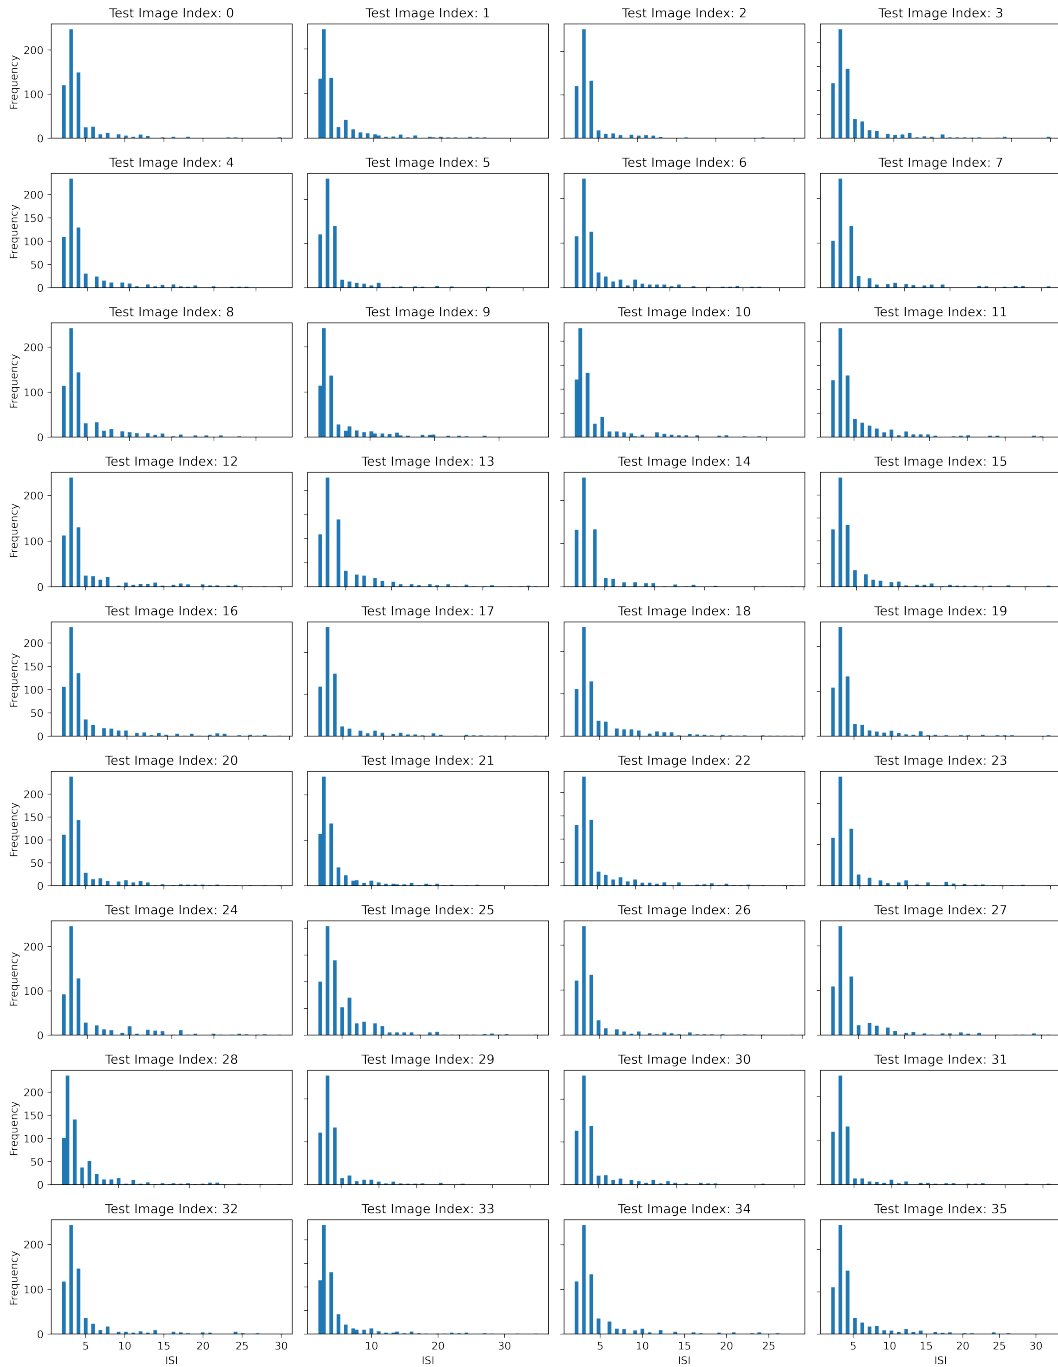 Test Image Index: 0
Test Image Index: 1
Test Image Index: 2
Test Image Index: 3
Frequency
200
100
0
Test Image Index: 4
Test Image Index: 5
Test Image Index: 6
Test Image Index: 7
Frequency
200
150
100
50
0
Test Image Index: 8
Test Image Index: 9
Test Image Index: 10
Test Image Index: 11
Frequency
200
100
0
Test Image Index: 12
Test Image Index: 13
Test Image Index: 14
Test Image Index: 15
Frequency
200
100
0
Test Image Index: 16
Test Image Index: 17
Test Image Index: 18
Test Image Index: 19
Frequency
200
150
100
50
0
Test Image Index: 20
Test Image Index: 21
Test Image Index: 22
Test Image Index: 23
Frequency
200
150
100
50
0
Test Image Index: 24
Test Image Index: 25
Test Image Index: 26
Test Image Index: 27
Frequency
200
100
0
Test Image Index: 28
Test Image Index: 29
Test Image Index: 30
Test Image Index: 31
Frequency
200
150
100
50
0
Test Image Index: 32
Test Image Index: 33
Test Image Index: 34
Test Image Index: 35
Frequency
200
100
0
5 10 15 20 25 30
10 20 30
5 10 15 20 25
5 10 15 20 25 30
ISI
ISI
ISI
ISI